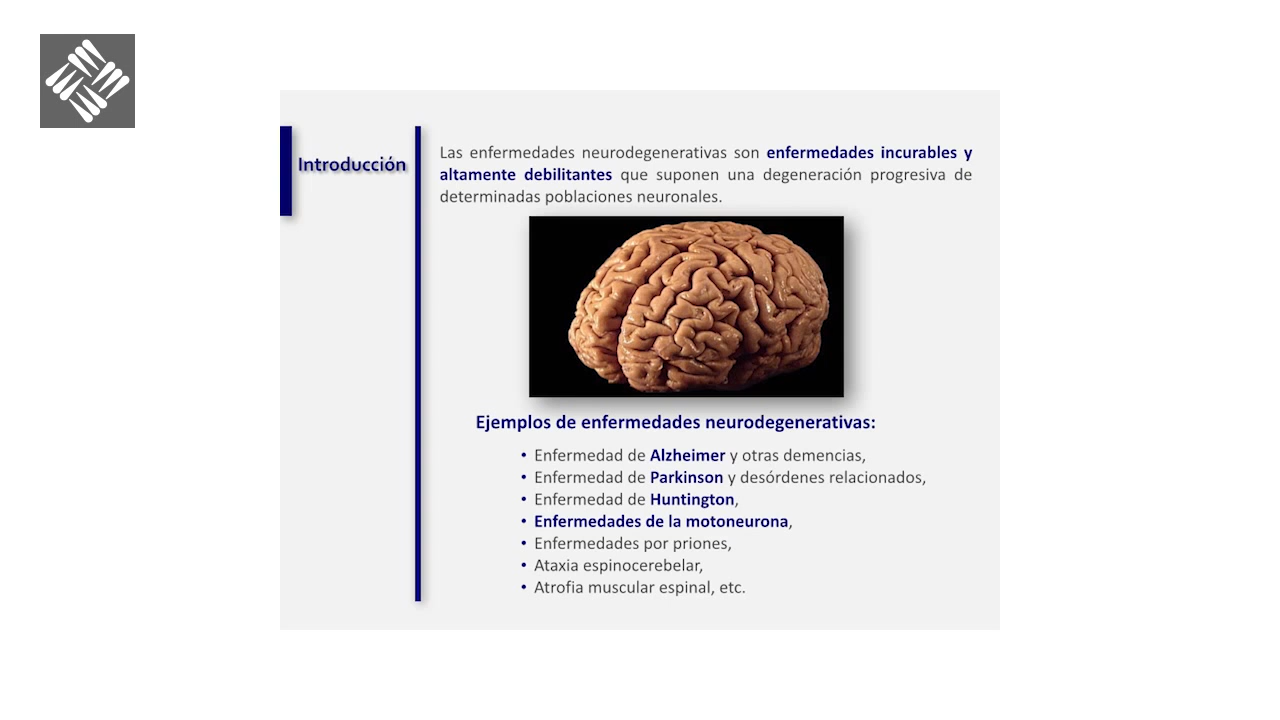 Introducción
Las enfermedades neurodegenerativas son enfermedades incurables y
altamente debilitantes que suponen una degeneración progresiva de
determinadas poblaciones neuronales.
Ejemplos de enfermedades neurodegenerativas:
• Enfermedad de Alzheimer y otras demencias,
• Enfermedad de Parkinson y desórdenes relacionados,
• Enfermedad de Huntington,
• Enfermedades de la motoneurona,
• Enfermedades por priones,
• Ataxia espinocerebelar,
• Atrofia muscular espinal, etc.